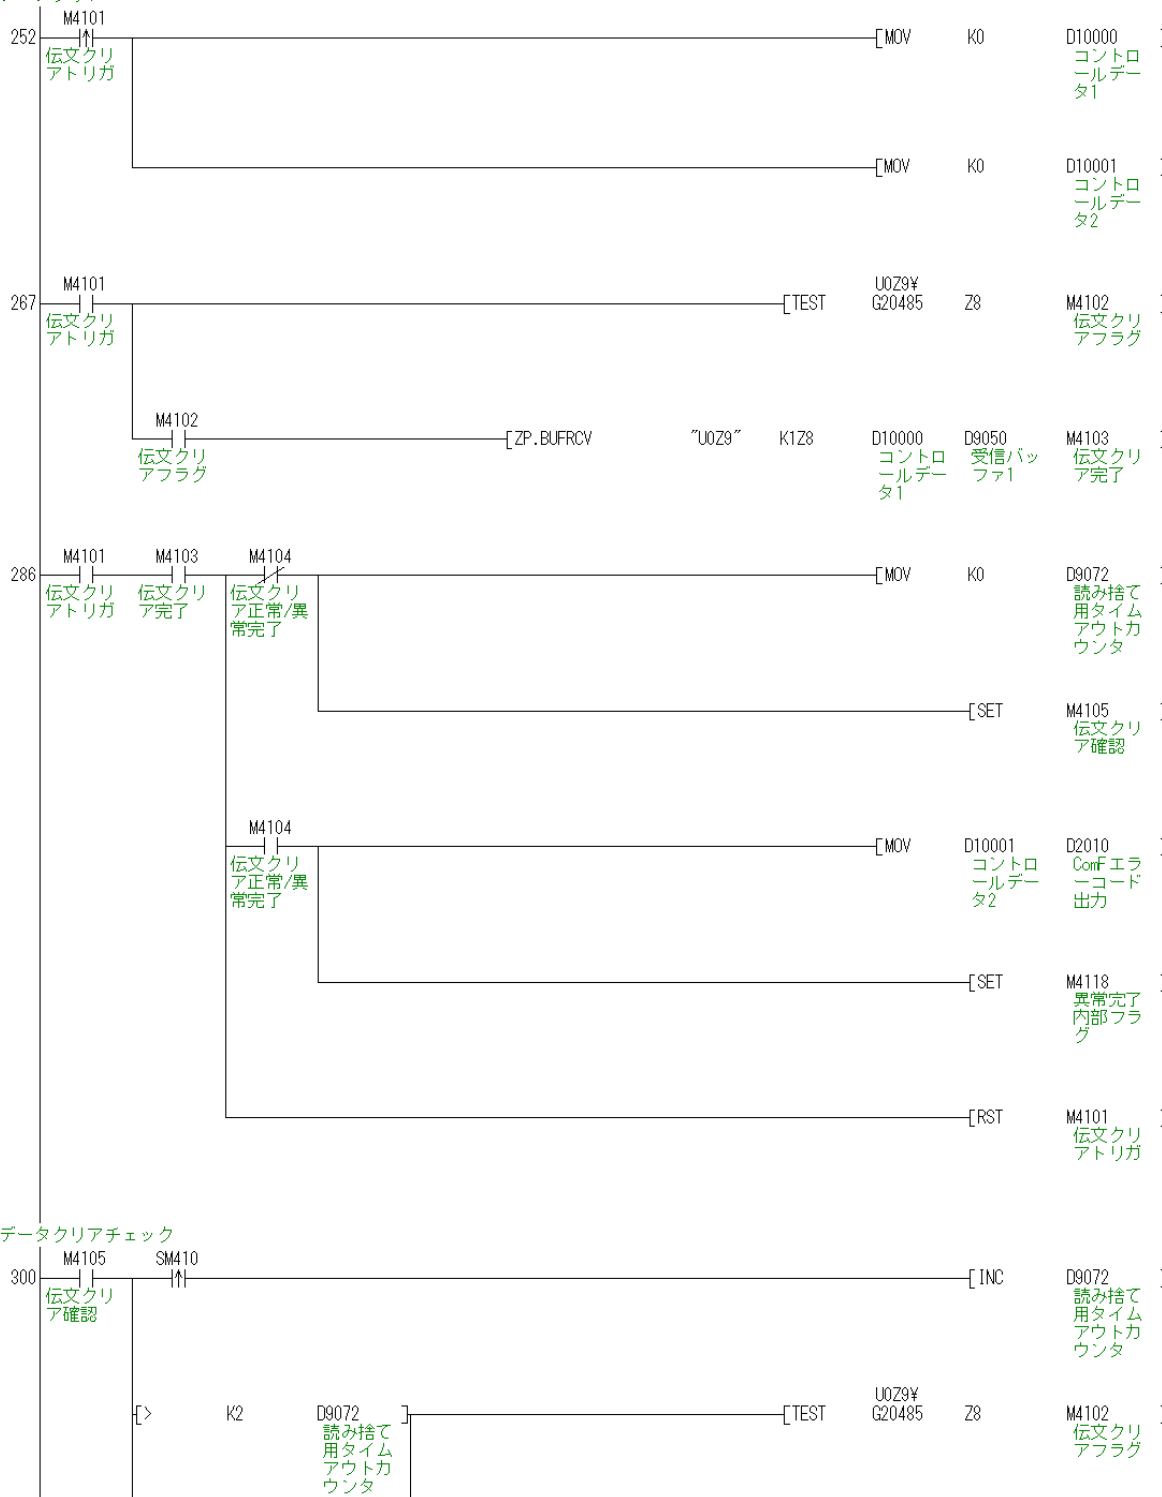 M4101
252 [MOV K0 D10000 ]
伝文クリ コントロ
アトリガ ールデー
タ1
[MOV K0 D10001 ]
コントロ
ールデー
タ2
M4101 U0Z9¥
267 [TEST G20485 Z8 M4102 ]
伝文クリ 伝文クリ
アトリガ アフラグ
M4102
[ZP.BUFRCV "U0Z9" K1Z8 D10000 D9050 M4103 ]
伝文クリ コントロ 受信バッ 伝文クリ
アフラグ ールデー ファ1 ア完了
タ1
M4101 M4103 M4104
286 [MOV K0 D9072 ]
伝文クリ 伝文クリ 伝文クリ 読み捨て
アトリガ ア完了 ア正常/異 用タイム
常完了 アウトカ
ウンタ
[SET M4105 ]
伝文クリ
ア確認
M4104
[MOV D10001 D2010 ]
伝文クリ コントロ ComFエラ
ア正常/異 ールデー ーコード
常完了 タ2 出力
[SET M4118 ]
異常完了
内部フラ
グ
[RST M4101 ]
伝文クリ
アトリガ
データクリアチェック
M4105 SM410
300 [INC D9072 ]
伝文クリ 読み捨て
ア確認 用タイム
アウトカ
ウンタ
U0Z9¥
[> K2 D9072 ] [TEST G20485 Z8 M4102 ]
読み捨て 伝文クリ
用タイム アフラグ
アウトカ
ウンタ